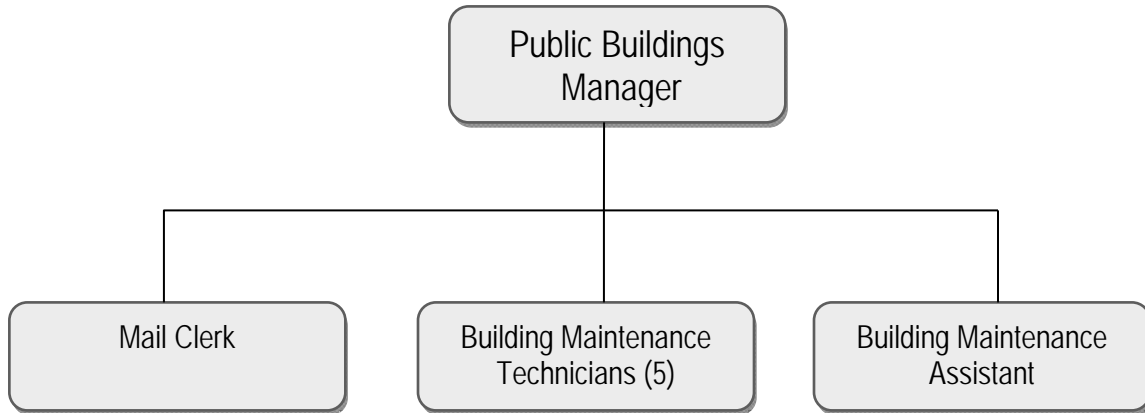 Public Buildings
Manager
Mail Clerk
Building Maintenance
Technicians (5)
Building Maintenance
Assistant